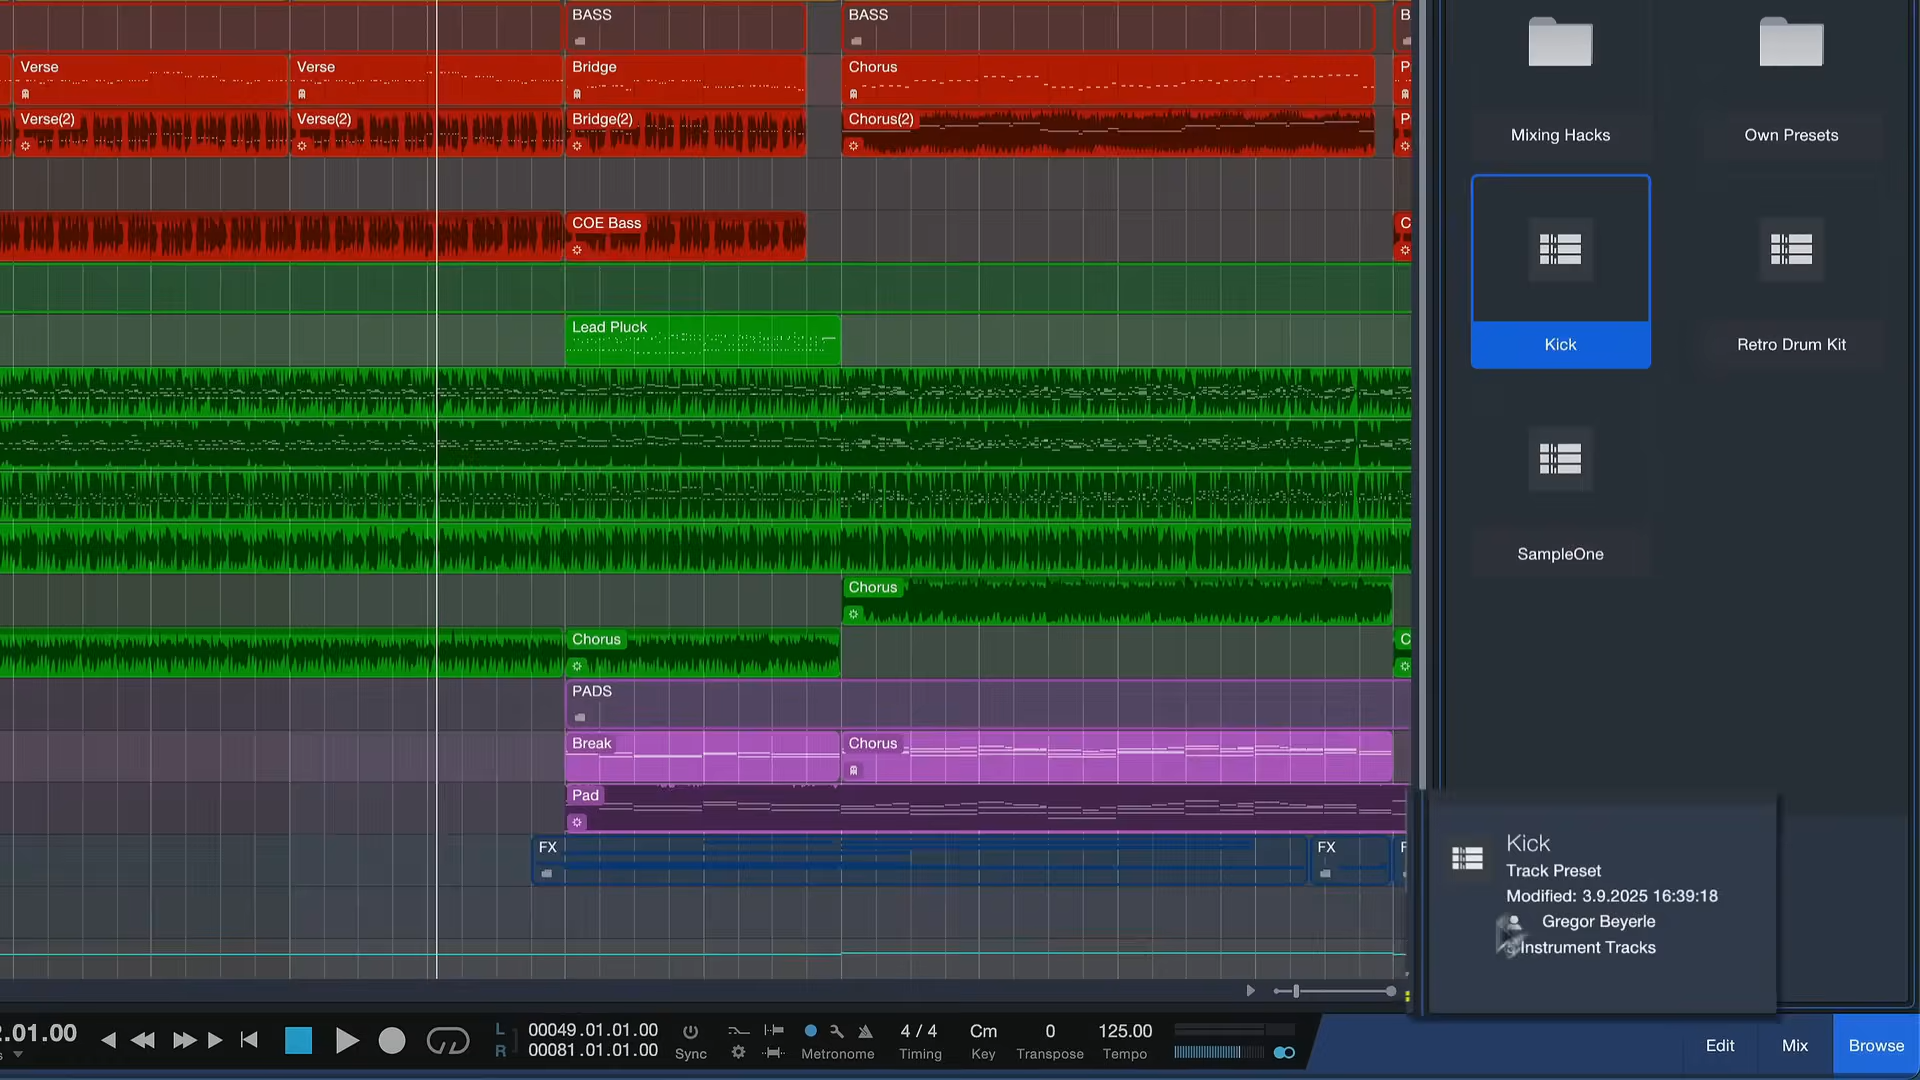 BASS
BASS
B
Verse
Verse
Bridge
Chorus
P
Verse(2)
Verse(2)
Bridge(2)
Chorus(2)
P
COE Bass
C
Lead Pluck
Chorus
Chorus
C
PADS
Break
Chorus
Pad
FX
FX
F
Mixing Hacks
Own Presets
Kick
Retro Drum Kit
SampleOne
Kick
Track Preset
Modified: 3.9.2025 16:39:18
Gregor Beyerle
Instrument Tracks
2.01.00
L
R
00049.01.01.00
00081.01.01.00
Sync
Metronome
4 / 4
Timing
Cm
Key
0
Transpose
125.00
Tempo
Edit
Mix
Browse